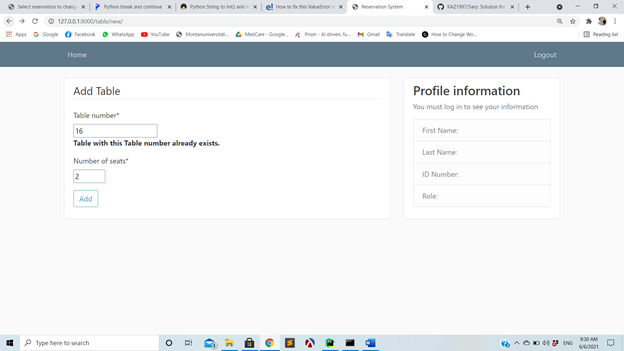 Select reservation to chang
Python break and continue
Python String to Int() and In
How to fix this ValueError in
Reservation System
KAZ1997/Sary: Solution fo
127.0.0.1:8000/table/new/
Apps
Google
Facebook
WhatsApp
YouTube
Montanuniversität...
MedCare - Google...
Prism - Ai driven, fu...
Gmail
Translate
How to Change Wo...
Reading list
Home
Logout
Add Table
Table number*
16
Table with this Table number already exists.
Number of seats*
2
Add
Profile information
You must log in to see your information
First Name:
Last Name:
ID Number:
Role:
Type here to search
ENG
9:30 AM
6/6/2021